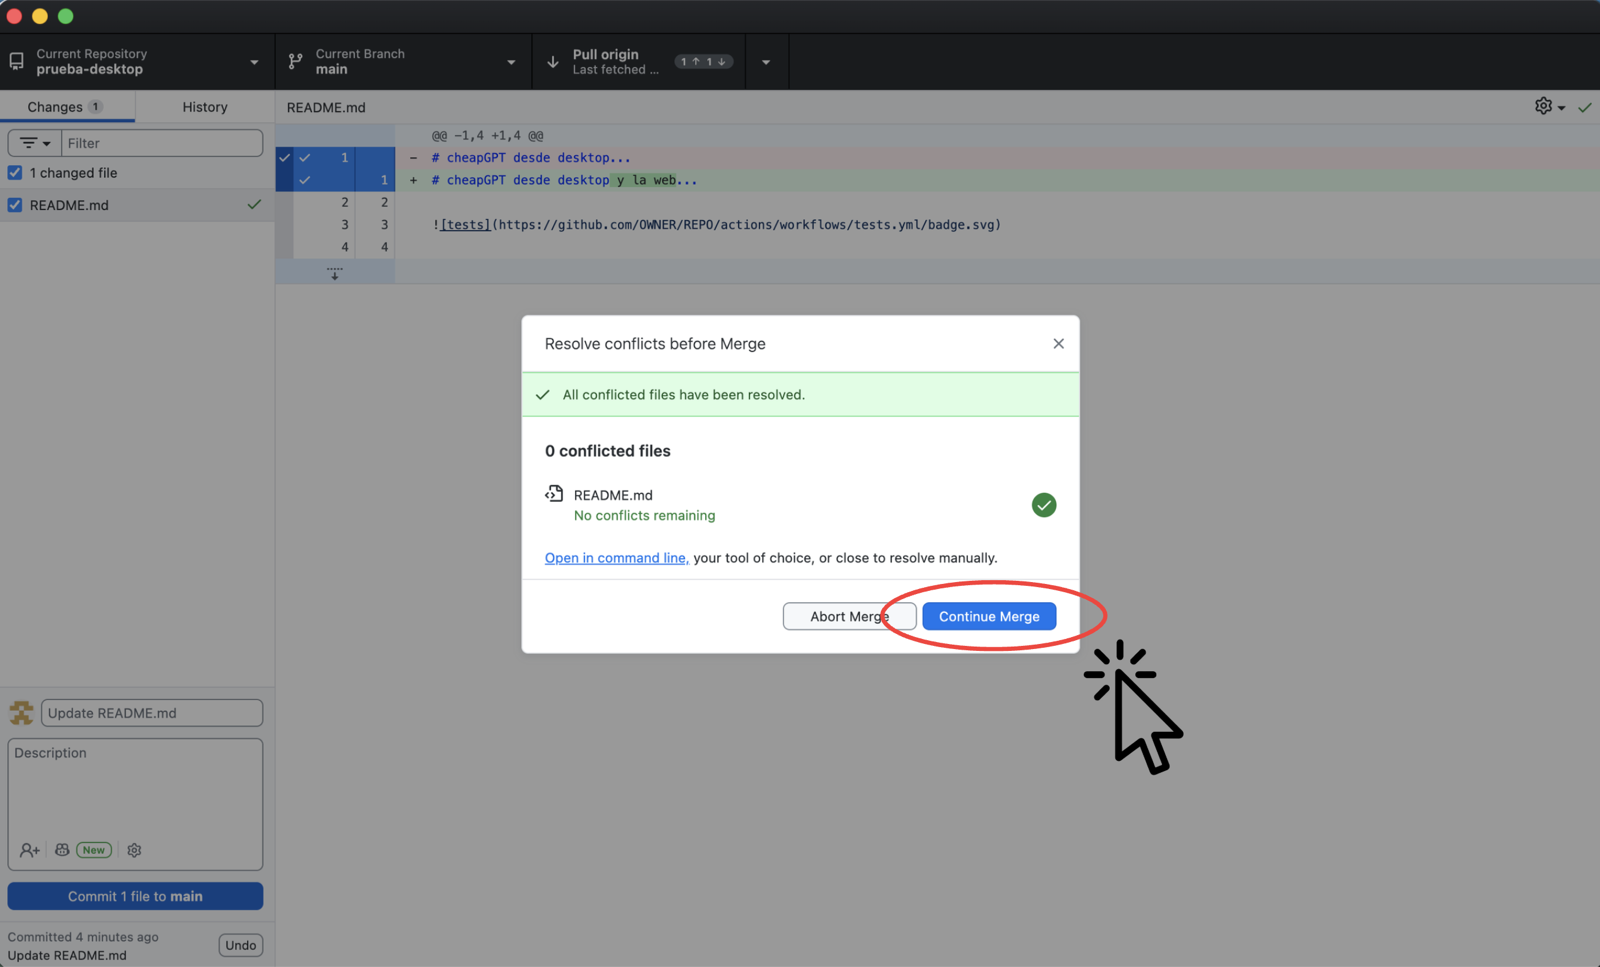 Current Repository
prueba-desktop
Current Branch
main
Pull origin
Last fetched ...
1 ↑ 1 ↓
Changes 1
History
README.md
Filter
1 changed file
README.md
@@ -1,4 +1,4 @@
1 - # cheapGPT desde desktop...
1 + # cheapGPT desde desktop y la web...
2 2
3 3 ![tests](https://github.com/OWNER/REPO/actions/workflows/tests.yml/badge.svg)
4 4
Resolve conflicts before Merge
All conflicted files have been resolved.
0 conflicted files
README.md
No conflicts remaining
Open in command line, your tool of choice, or close to resolve manually.
Abort Merge
Continue Merge
Update README.md
Description
New
Commit 1 file to main
Committed 4 minutes ago
Update README.md
Undo